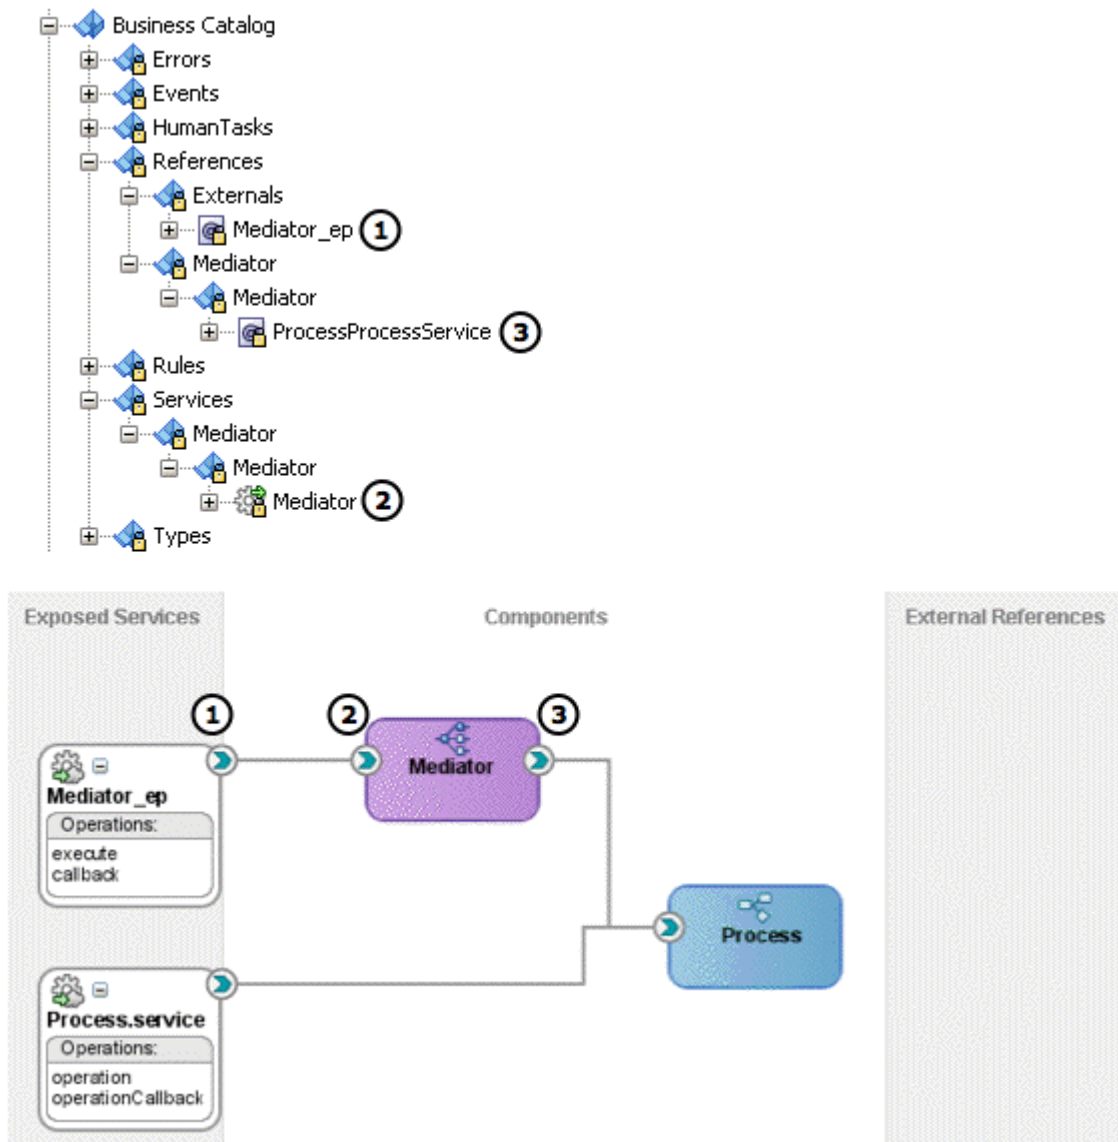 Business Catalog
Errors
Events
HumanTasks
References
Externals
Mediator_ep 1
Mediator
Mediator
ProcessProcessService 3
Rules
Services
Mediator
Mediator
Mediator 2
Types
Exposed Services
Components
External References
1
2
3
Mediator_ep
Operations:
execute
callback
Mediator
Process
Process.service
Operations:
operation
operationCallback